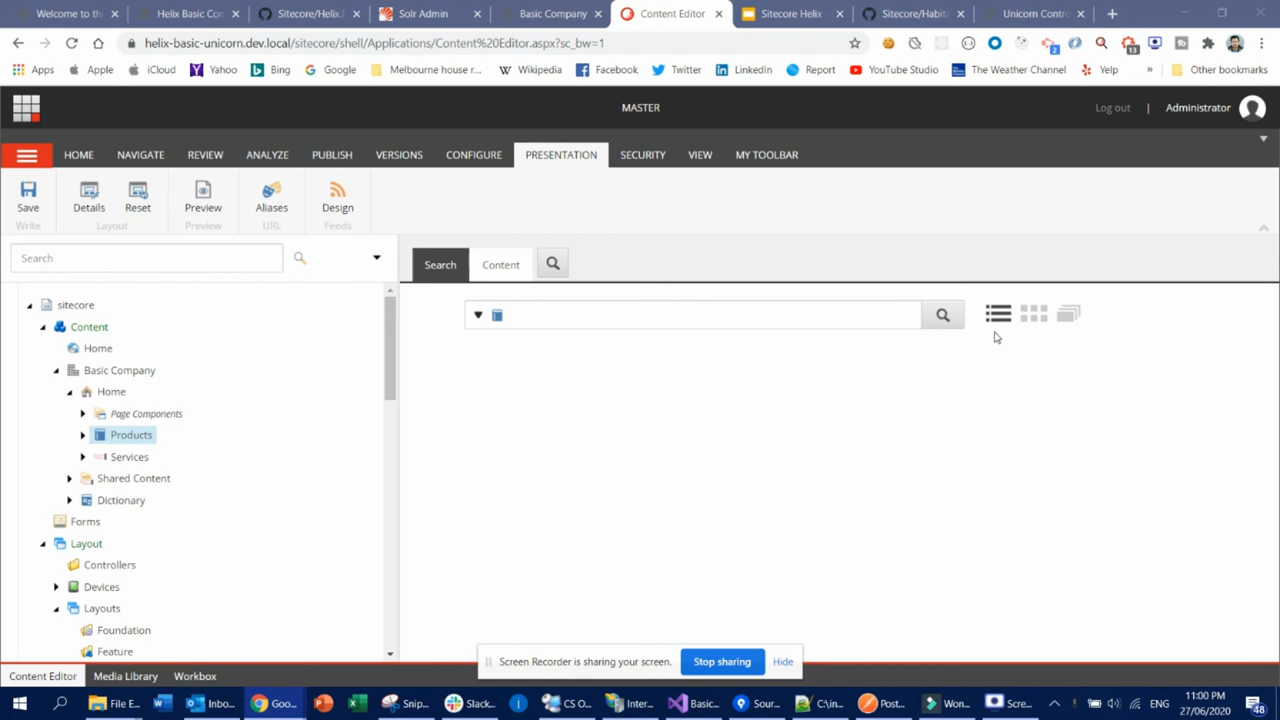 Welcome to th
Helix Basic Con
Sitecore/Helix.E
Solr Admin
Basic Company
Content Editor
Sitecore Helix
Sitecore/Habita
Unicorn Contr
helix-basic-unicorn.dev.local/sitecore/shell/Applications/Content%20Editor.aspx?sc_bw=1
2
13
Apps
Apple
iCloud
Yahoo
Bing
Google
Melbourne house r...
Wikipedia
Facebook
Twitter
LinkedIn
Report
YouTube Studio
The Weather Channel
Yelp
»
Other bookmarks
MASTER
Log out | Administrator
HOME
NAVIGATE
REVIEW
ANALYZE
PUBLISH
VERSIONS
CONFIGURE
PRESENTATION
SECURITY
VIEW
MY TOOLBAR
Save
Details
Reset
Preview
Aliases
Design
Write
Layout
Preview
URL
Feeds
Search
Search
Content
sitecore
Content
Home
Basic Company
Home
Page Components
Products
Services
Shared Content
Dictionary
Forms
Layout
Controllers
Devices
Layouts
Foundation
Feature
Screen Recorder is sharing your screen.
Stop sharing
Hide
Content Editor
Media Library
Workbox
File E...
Inbo...
Goo...
Snip...
Slack...
CS O...
Inter...
Basic...
Sour...
C:\in...
Post...
Won...
Scre...
ENG
11:00 PM
27/06/2020
48